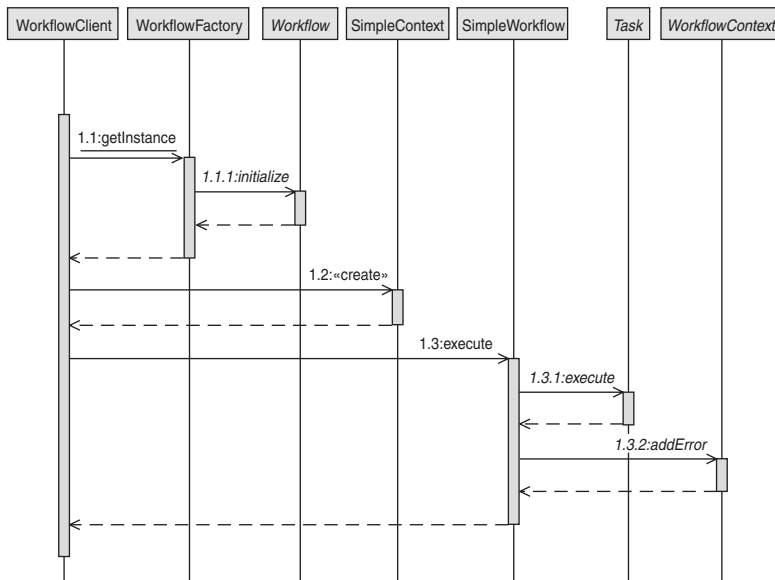 WorkflowClient
WorkflowFactory
Workflow
SimpleContext
SimpleWorkflow
Task
WorkflowContext
1.1:getInstance
1.1.1:initialize
1.2:«create»
1.3:execute
1.3.1:execute
1.3.2:addError